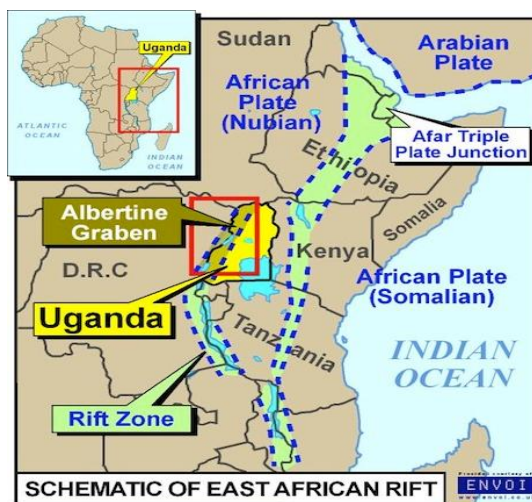 Uganda
ATLANTIC
OCEAN
INDIAN
OCEAN
Sudan
Arabian
Plate
African
Plate
(Nubian)
Afar Triple
Plate Junction
Ethiopia
Somalia
Albertine
Graben
Kenya
D.R.C
African Plate
(Somalian)
Uganda
Tanzania
INDIAN
OCEAN
Rift Zone
SCHEMATIC OF EAST AFRICAN RIFT
ENVOI